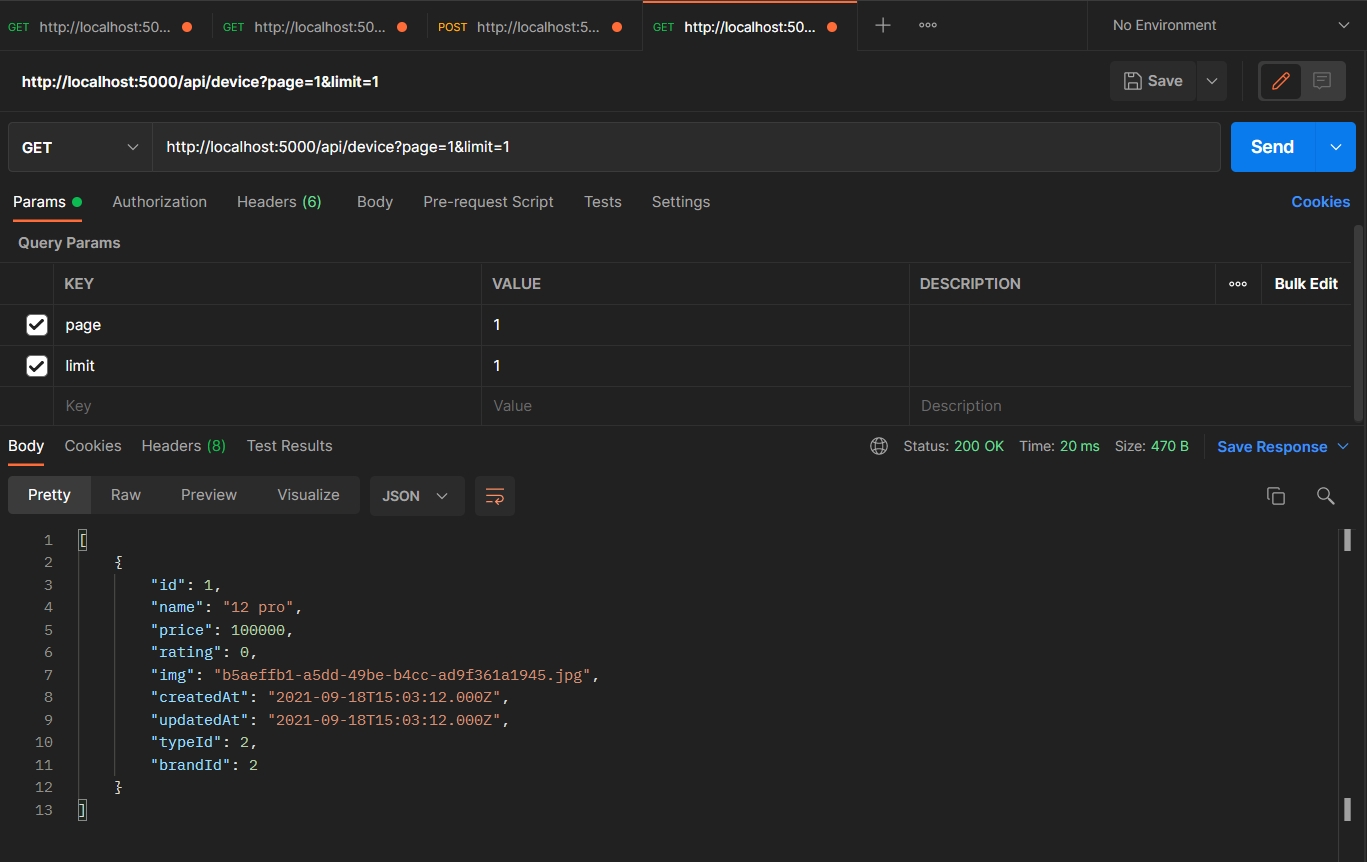 GET http://localhost:50... GET http://localhost:50... POST http://localhost:5... GET http://localhost:50... No Environment
http://localhost:5000/api/device?page=1&limit=1 Save
GET http://localhost:5000/api/device?page=1&limit=1 Send
Params Authorization Headers (6) Body Pre-request Script Tests Settings Cookies
Query Params
KEY VALUE DESCRIPTION Bulk Edit
page 1
limit 1
Key Value Description
Body Cookies Headers (8) Test Results Status: 200 OK Time: 20 ms Size: 470 B Save Response
Pretty Raw Preview Visualize JSON
1 [
2 {
3 "id": 1,
4 "name": "12 pro",
5 "price": 100000,
6 "rating": 0,
7 "img": "b5aeffb1-a5dd-49be-b4cc-ad9f361a1945.jpg",
8 "createdAt": "2021-09-18T15:03:12.000Z",
9 "updatedAt": "2021-09-18T15:03:12.000Z",
10 "typeId": 2,
11 "brandId": 2
12 }
13 ]